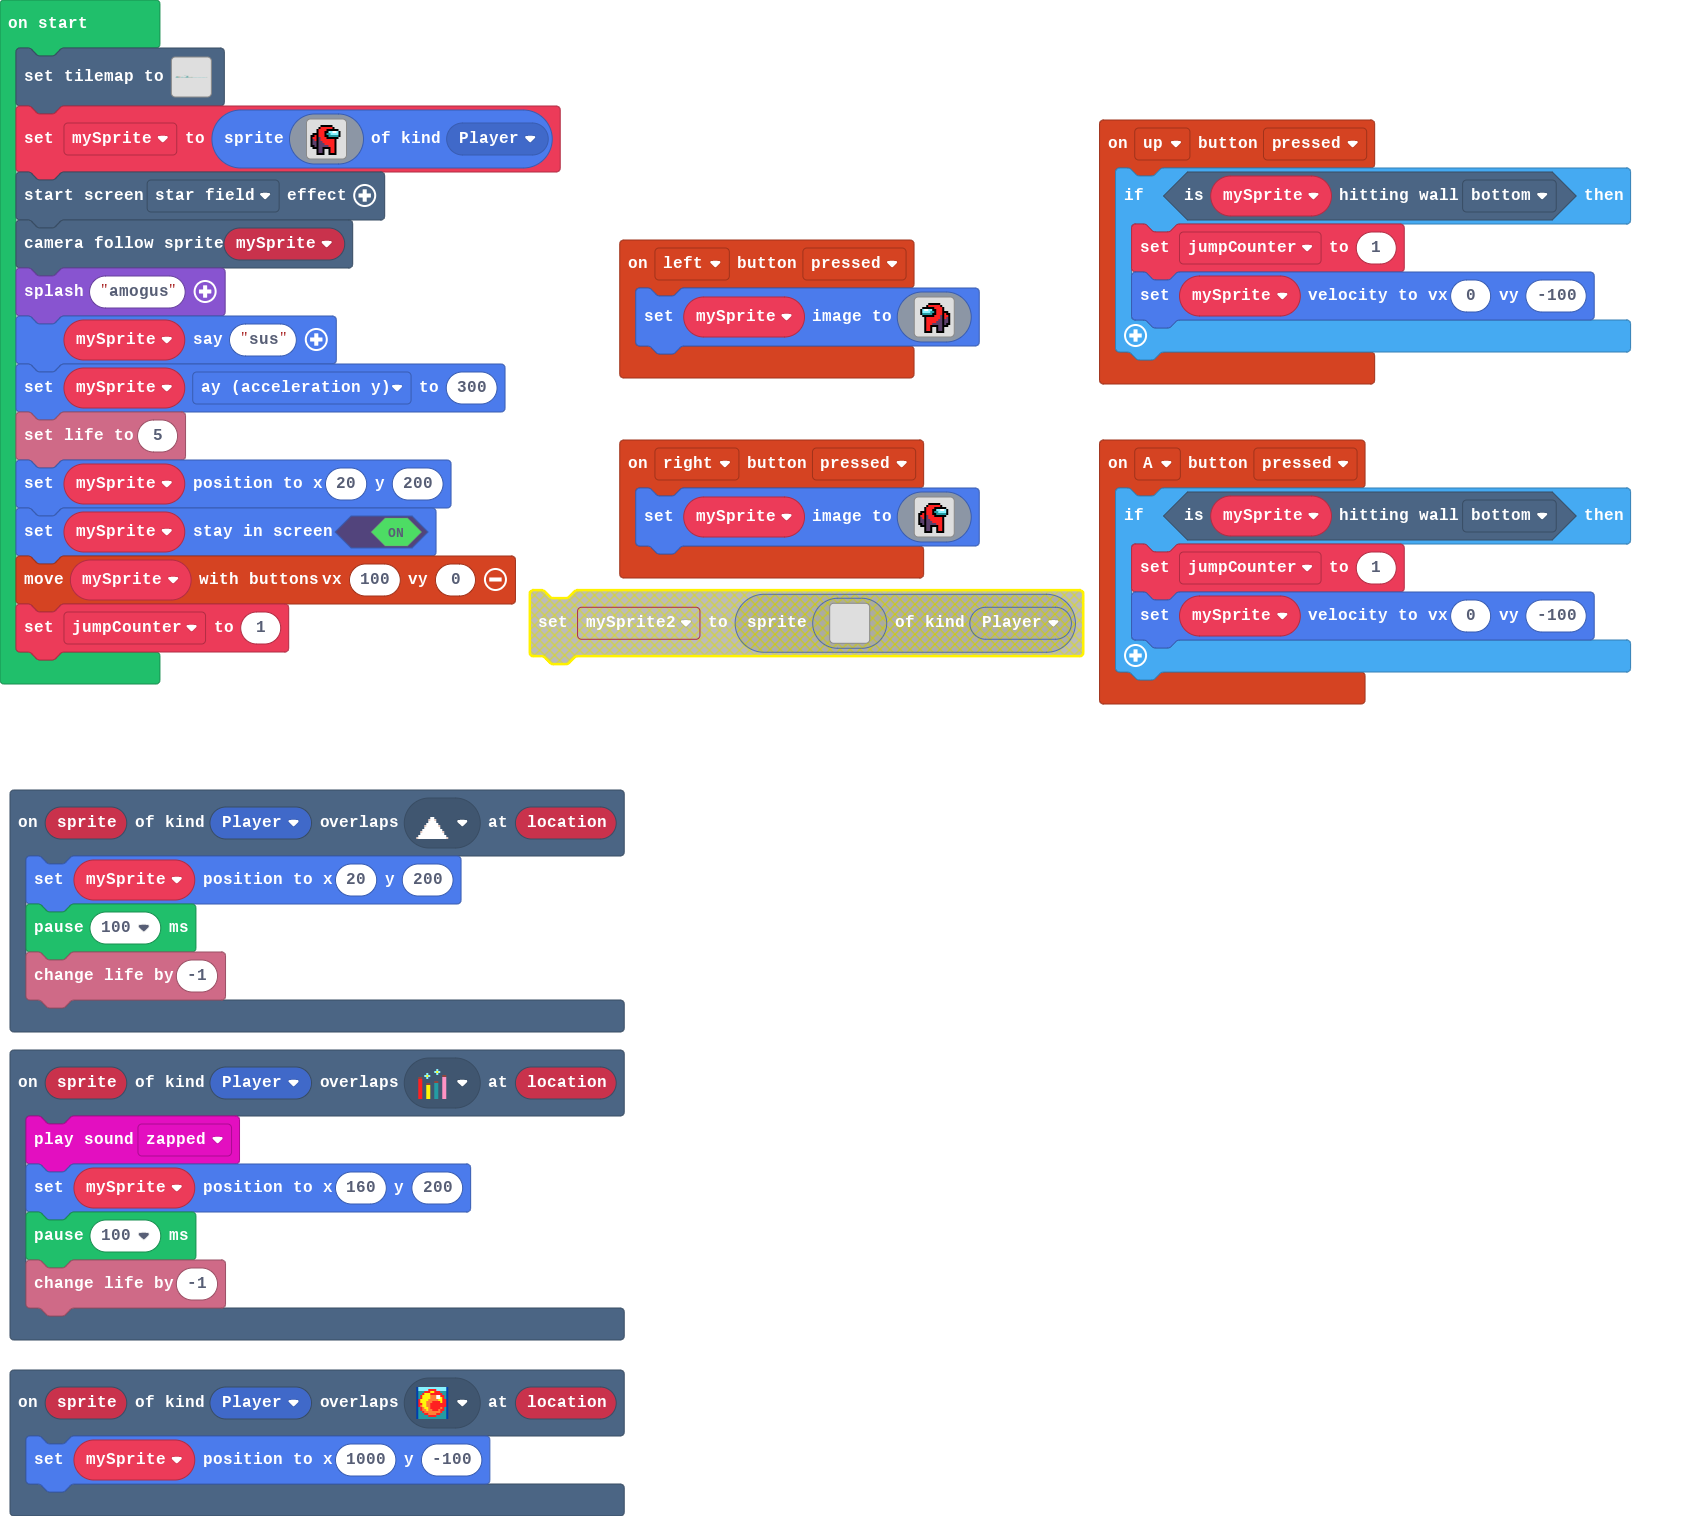 on start
set tilemap to
set mySprite to sprite of kind Player
start screen star field effect
camera follow sprite mySprite
splash "amogus"
mySprite say "sus"
set mySprite ay (acceleration y) to 300
set life to 5
set mySprite position to x 20 y 200
set mySprite stay in screen ON
move mySprite with buttons vx 100 vy 0
set jumpCounter to 1
on left button pressed
set mySprite image to
on right button pressed
set mySprite image to
set mySprite2 to sprite of kind Player
on up button pressed
if is mySprite hitting wall bottom then
set jumpCounter to 1
set mySprite velocity to vx 0 vy -100
on A button pressed
if is mySprite hitting wall bottom then
set jumpCounter to 1
set mySprite velocity to vx 0 vy -100
on sprite of kind Player overlaps at location
set mySprite position to x 20 y 200
pause 100 ms
change life by -1
on sprite of kind Player overlaps at location
play sound zapped
set mySprite position to x 160 y 200
pause 100 ms
change life by -1
on sprite of kind Player overlaps at location
set mySprite position to x 1000 y -100